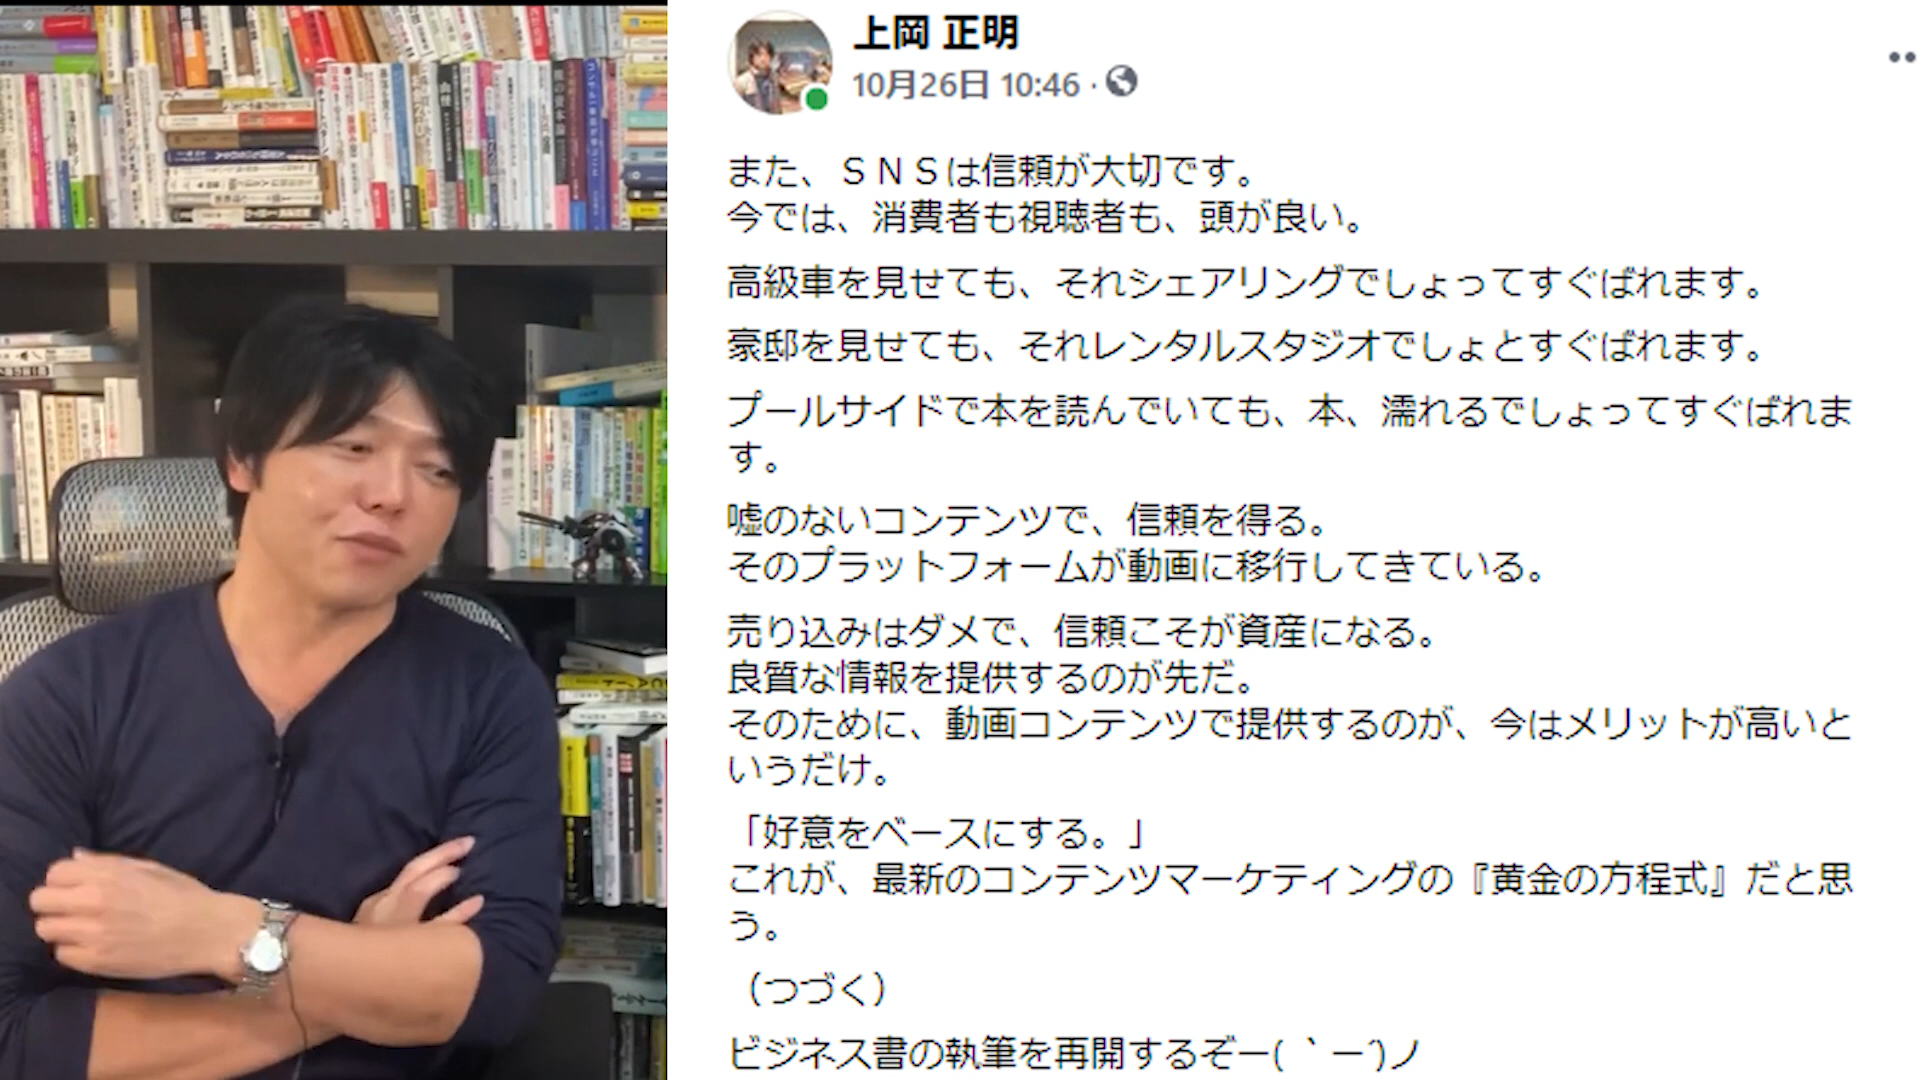 上岡 正明
10月26日 10:46 ·
また、ＳＮＳは信頼が大切です。
今では、消費者も視聴者も、頭が良い。
高級車を見せても、それシェアリングでしょってすぐばれます。
豪邸を見せても、それレンタルスタジオでしょとすぐばれます。
プールサイドで本を読んでいても、本、濡れるでしょってすぐばれま
す。
嘘のないコンテンツで、信頼を得る。
そのプラットフォームが動画に移行してきている。
売り込みはダメで、信頼こそが資産になる。
良質な情報を提供するのが先だ。
そのために、動画コンテンツで提供するのが、今はメリットが高いと
いうだけ。
「好意をベースにする。」
これが、最新のコンテンツマーケティングの『黄金の方程式』だと思
う。
（つづく）
ビジネス書の執筆を再開するぞー( ｀ー´)ノ